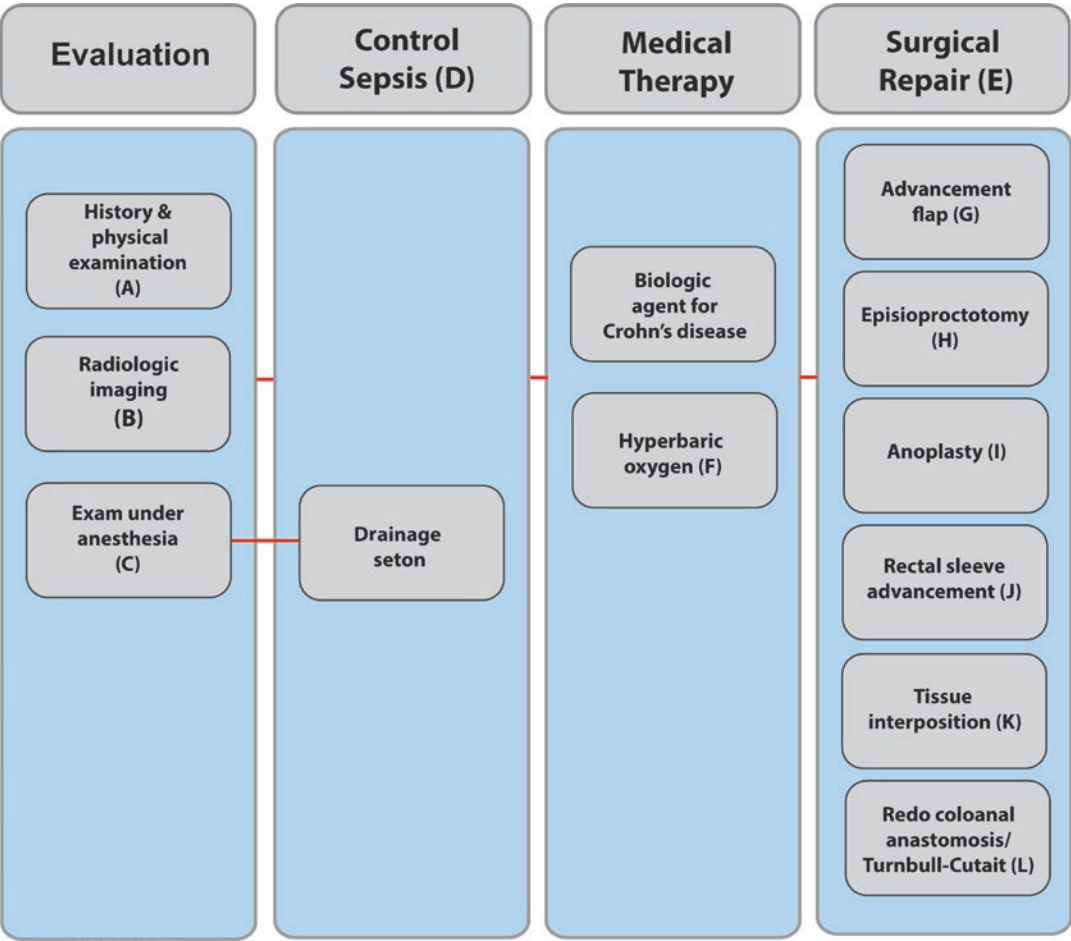 Evaluation
Control
Sepsis (D)
Medical
Therapy
Surgical
Repair (E)
History &
physical
examination
(A)
Radiologic
imaging
(B)
Exam under
anesthesia
(C)
Drainage
seton
Biologic
agent for
Crohn's disease
Hyperbaric
oxygen (F)
Advancement
flap (G)
Episioproctotomy
(H)
Anoplasty (I)
Rectal sleeve
advancement (J)
Tissue
interposition (K)
Redo coloanal
anastomosis/
Turnbull-Cutait (L)